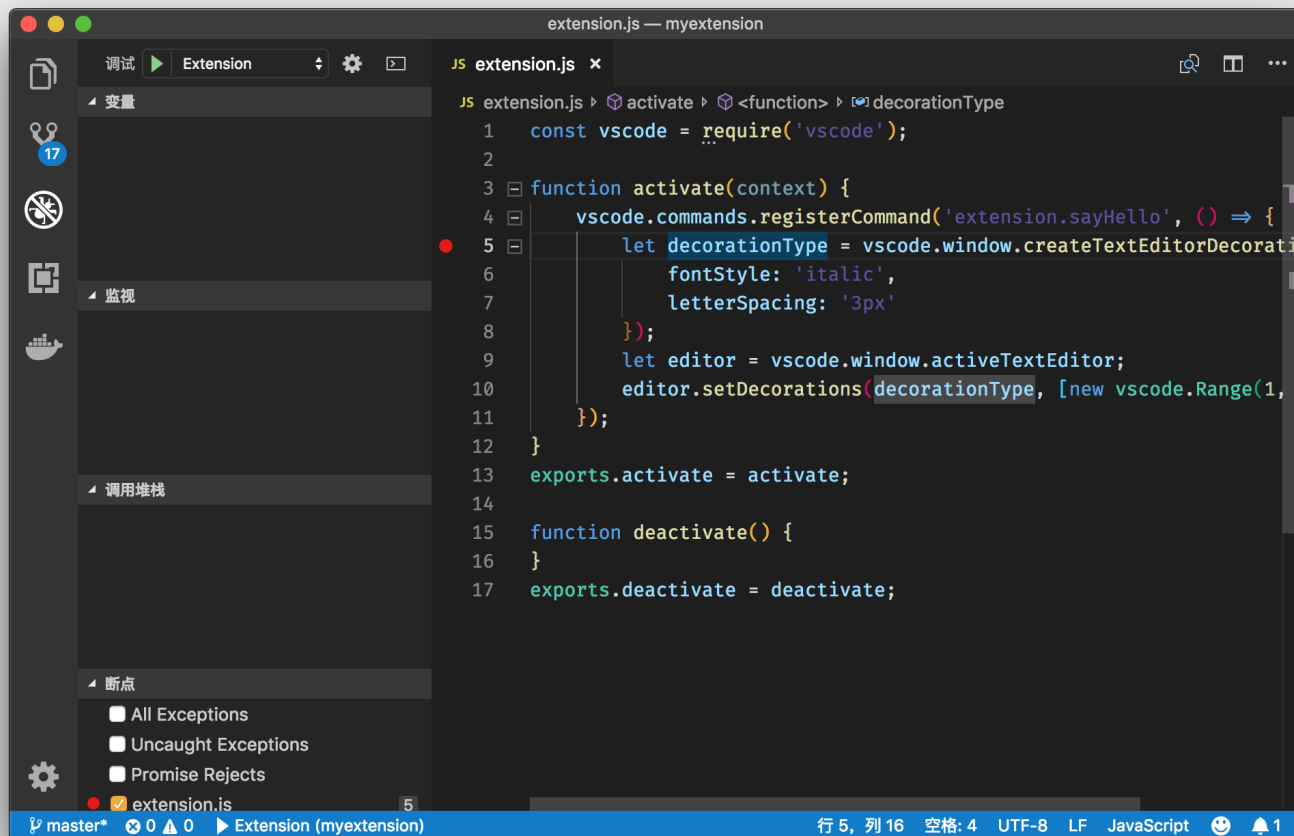 extension.js — myextension
调试 Extension
变量
监视
调用堆栈
断点
All Exceptions
Uncaught Exceptions
Promise Rejects
extension.js 5
17
JS extension.js ×
JS extension.js activate <function> decorationType
1 const vscode = require('vscode');
2
3 function activate(context) {
4 vscode.commands.registerCommand('extension.sayHello', () ⇒ {
5 let decorationType = vscode.window.createTextEditorDecorati
6 fontStyle: 'italic',
7 letterSpacing: '3px'
8 });
9 let editor = vscode.window.activeTextEditor;
10 editor.setDecorations(decorationType, [new vscode.Range(1,
11 });
12 }
13 exports.activate = activate;
14
15 function deactivate() {
16 }
17 exports.deactivate = deactivate;
master* 0 0 Extension (myextension) 行 5，列 16 空格: 4 UTF-8 LF JavaScript 1